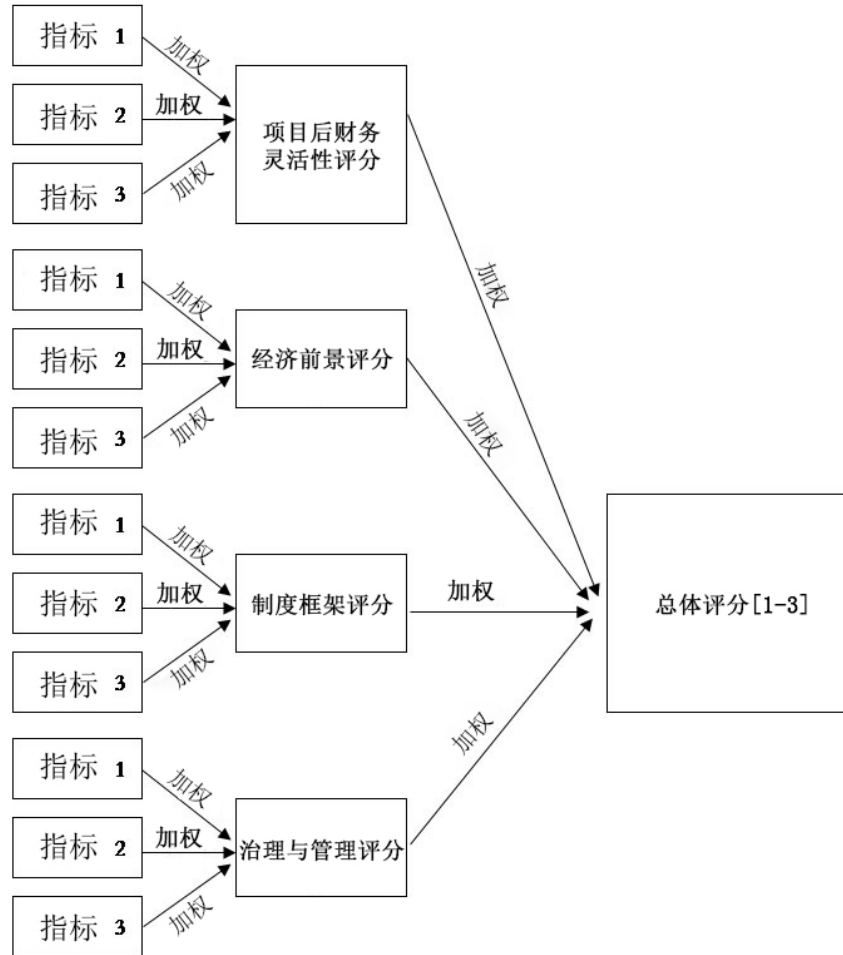 指标 1
加权
指标 2
加权
指标 3
加权
项目后财务
灵活性评分
加权
指标 1
加权
指标 2
加权
指标 3
加权
经济前景评分
加权
指标 1
加权
指标 2
加权
指标 3
加权
制度框架评分
加权
总体评分[1-3]
指标 1
加权
指标 2
加权
指标 3
加权
治理与管理评分
加权